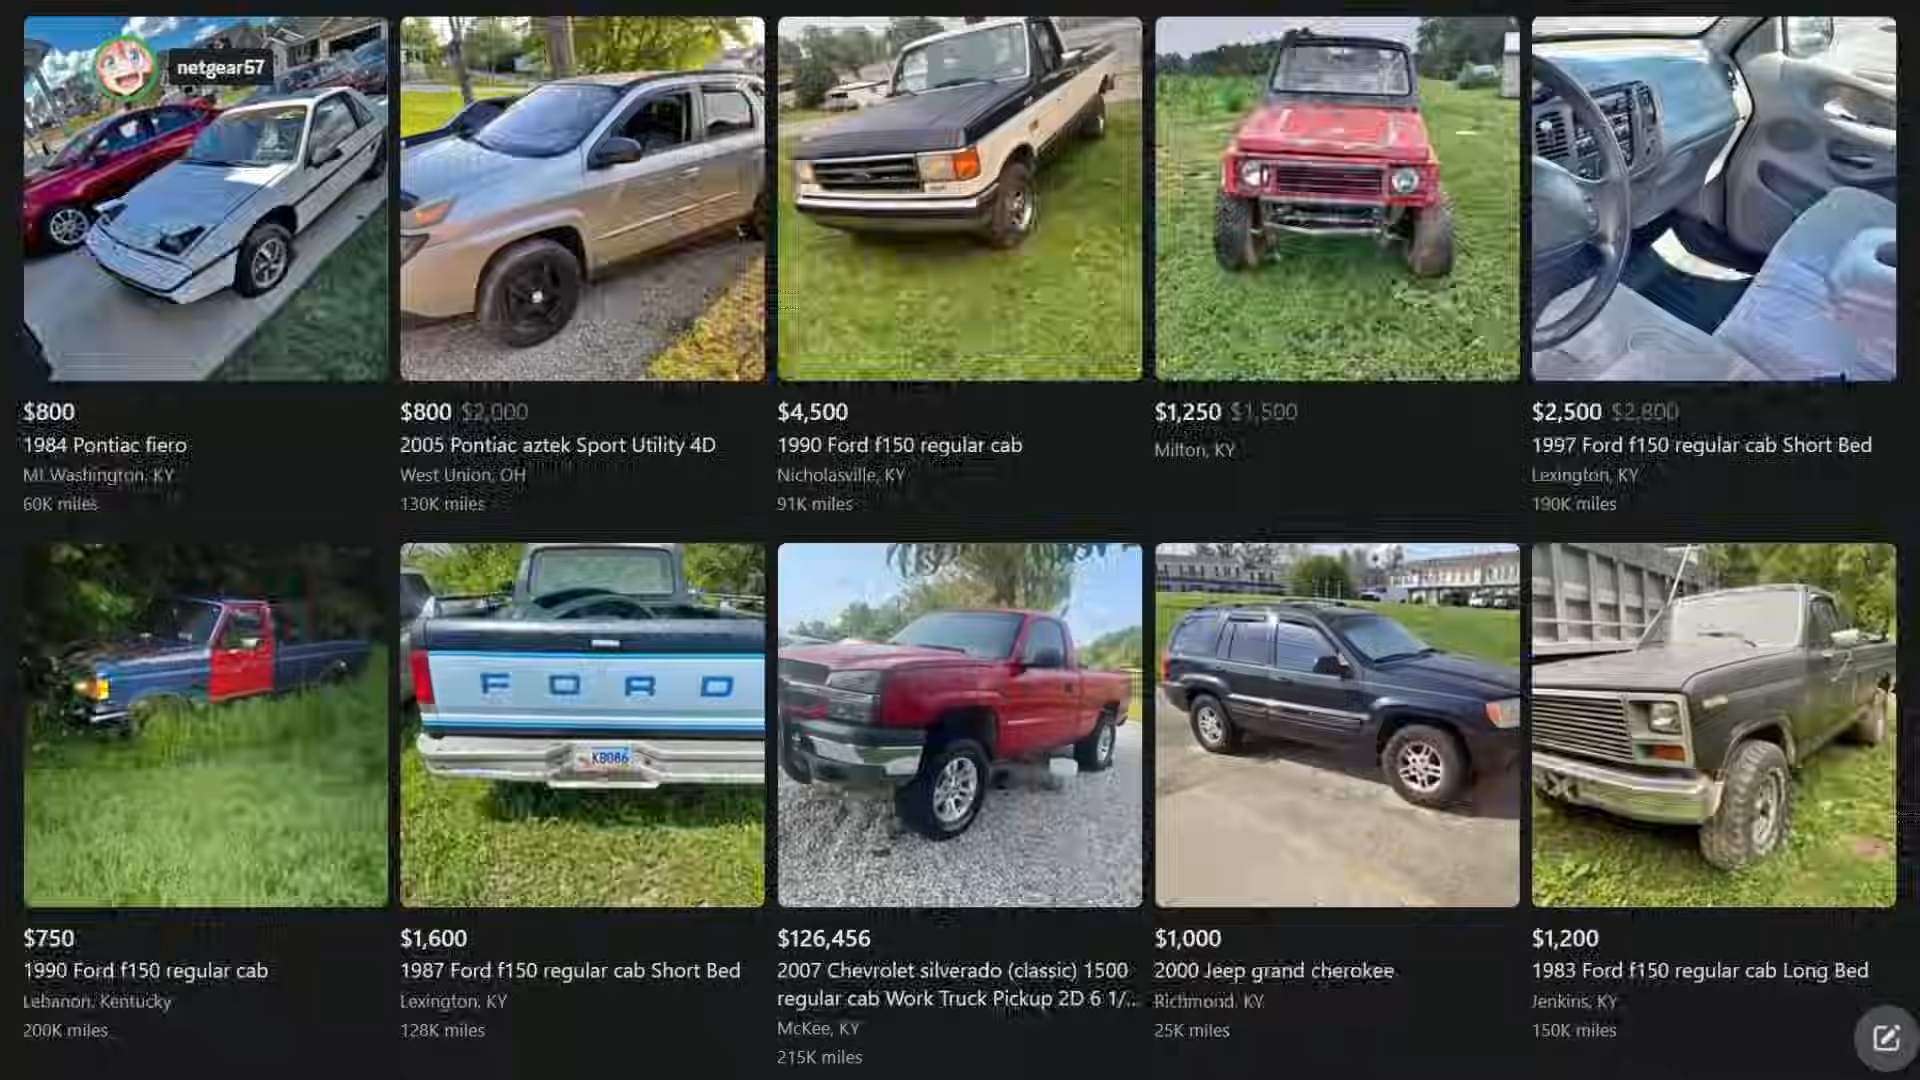 netgear67
$800
1984 Pontiac fiero
Mt Washington, KY
60K miles
$800 $2,000
2005 Pontiac aztek Sport Utility 4D
West Union, OH
130K miles
$4,500
1990 Ford f150 regular cab
Nicholasville, KY
91K miles
$1,250 $1,500
Milton, KY
$2,500 $2,800
1997 Ford f150 regular cab Short Bed
Lexington, KY
190K miles
FORD
KB086
$750
1990 Ford f150 regular cab
Lebanon, Kentucky
200K miles
$1,600
1987 Ford f150 regular cab Short Bed
Lexington, KY
128K miles
$126,456
2007 Chevrolet silverado (classic) 1500
regular cab Work Truck Pickup 2D 6 1/...
McKee, KY
215K miles
$1,000
2000 Jeep grand cherokee
Richmond, KY
25K miles
$1,200
1983 Ford f150 regular cab Long Bed
Jenkins, KY
150K miles